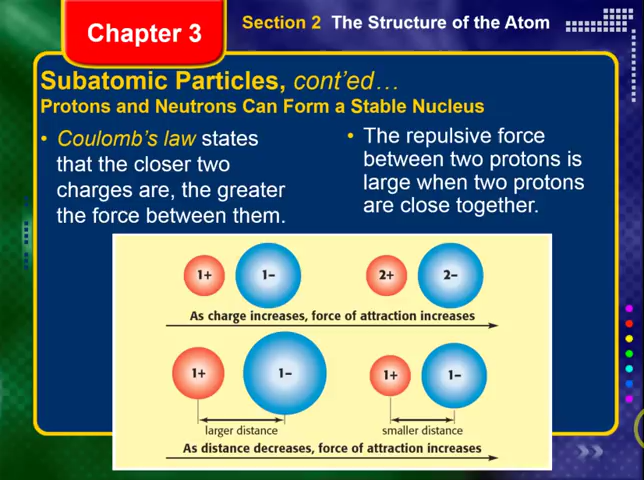 Chapter 3
Section 2 The Structure of the Atom
Subatomic Particles, cont'ed…
Protons and Neutrons Can Form a Stable Nucleus
• Coulomb's law states
that the closer two
charges are, the greater
the force between them.
• The repulsive force
between two protons is
large when two protons
are close together.
1+ 1– 2+ 2–
As charge increases, force of attraction increases
1+ 1– 1+ 1–
larger distance smaller distance
As distance decreases, force of attraction increases